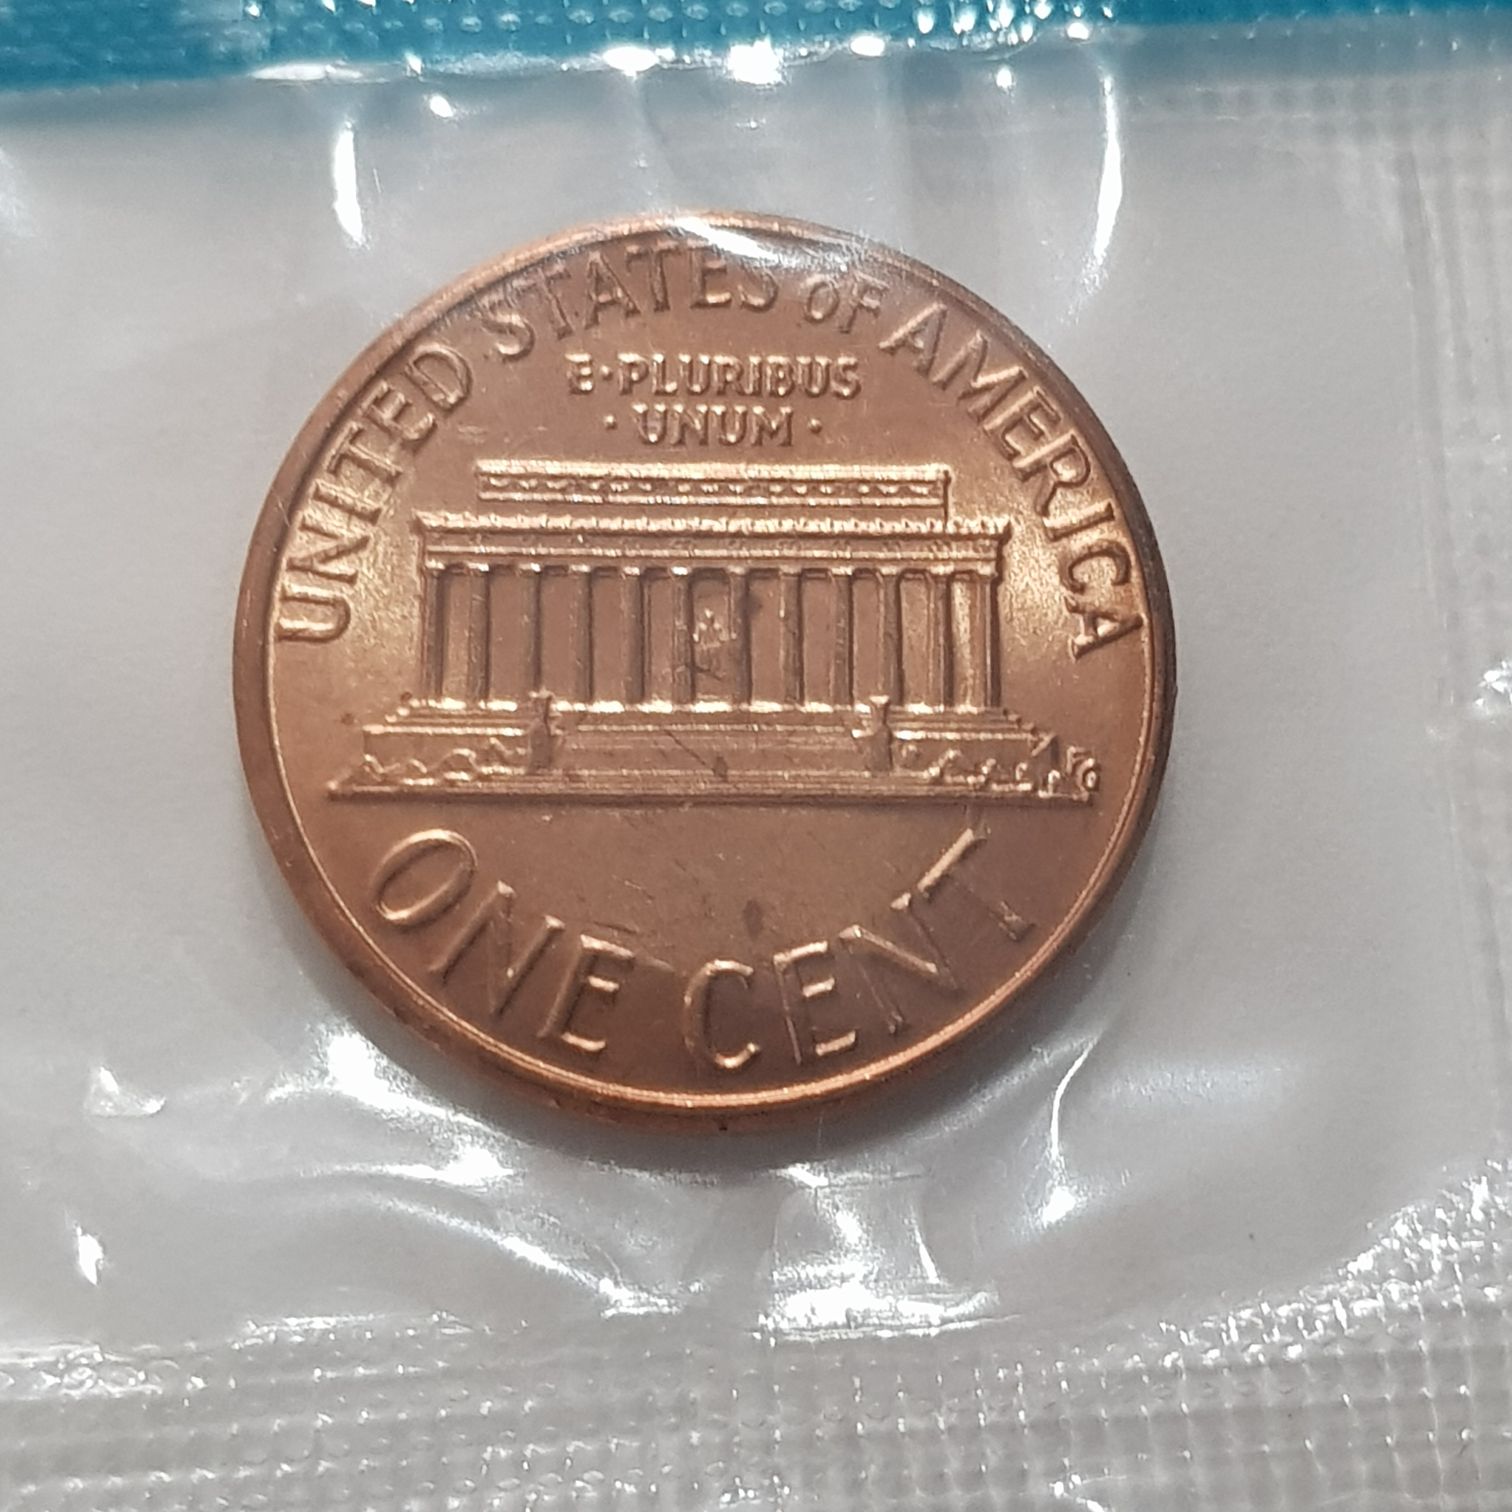 UNITED STATES OF AMERICA
E·PLURIBUS
·UNUM·
FG
ONE CENT